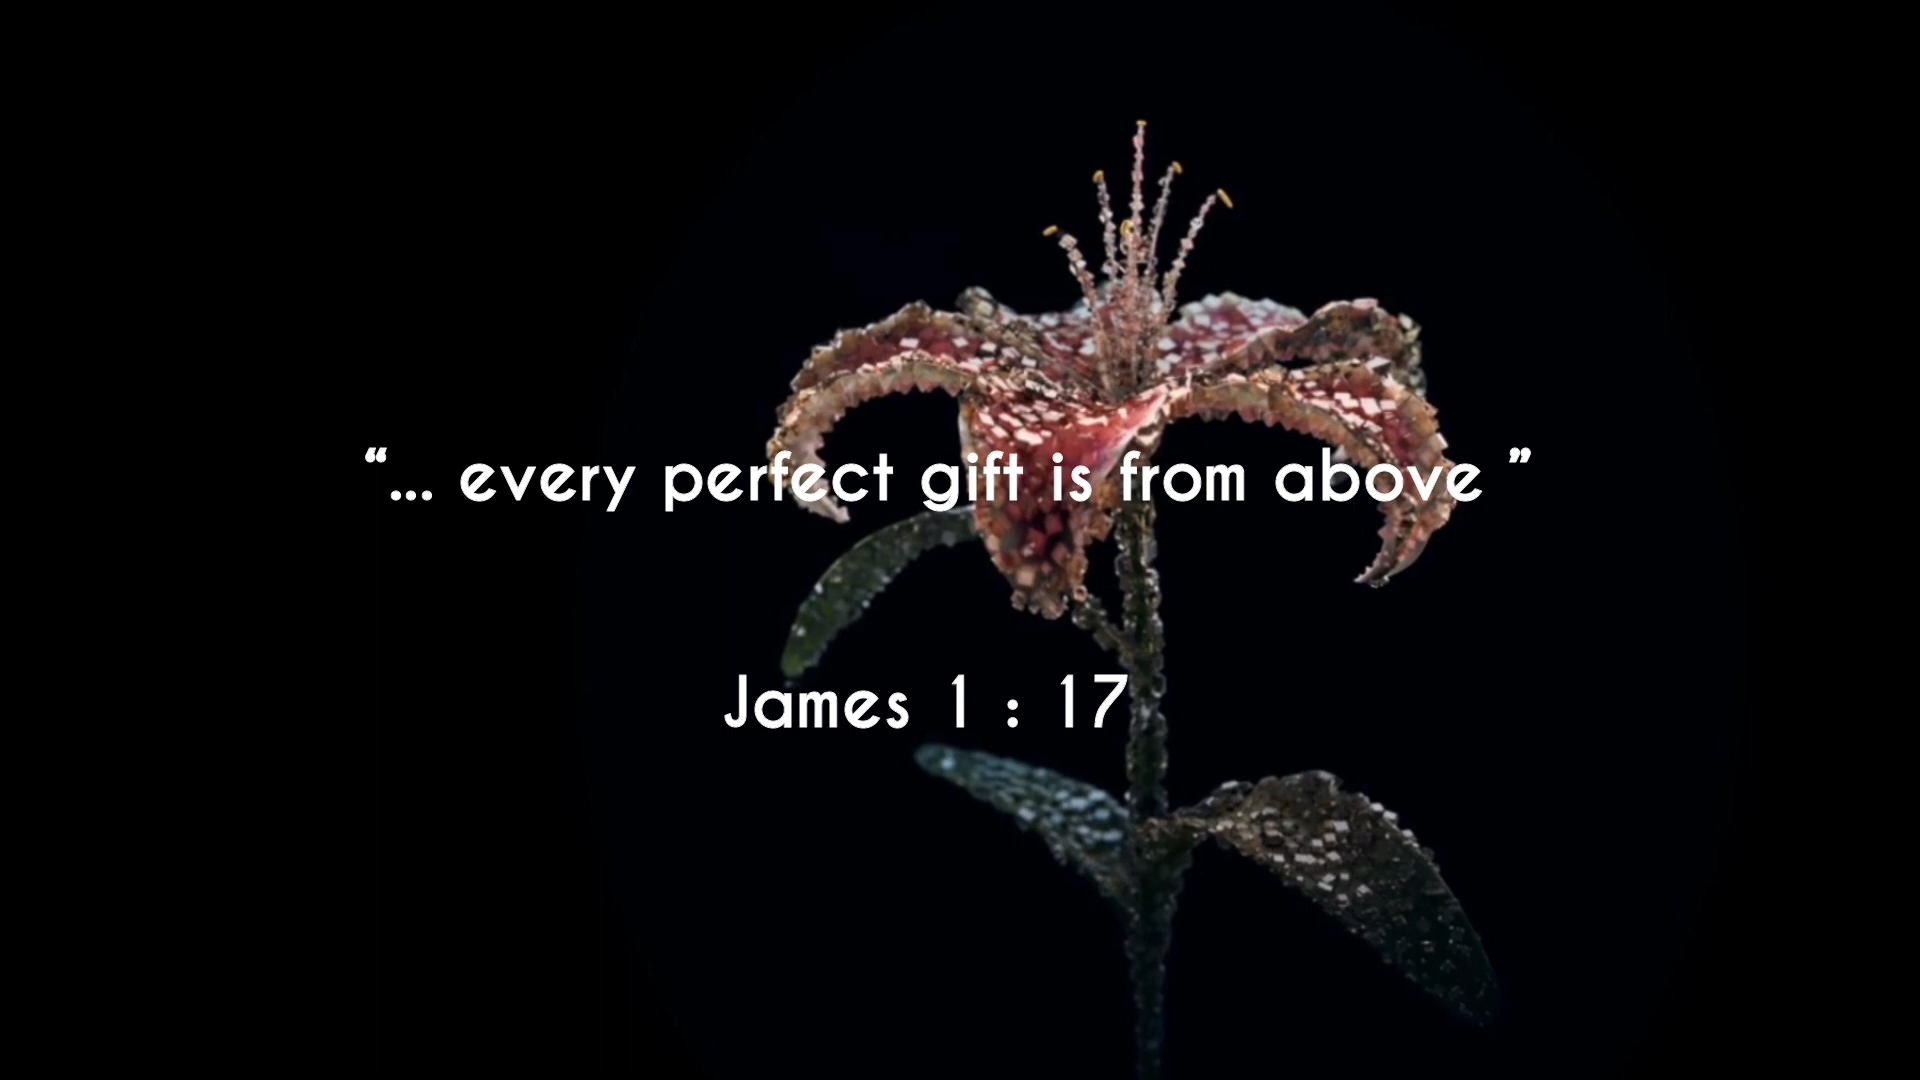 “... every perfect gift is from above ”
James 1 : 17